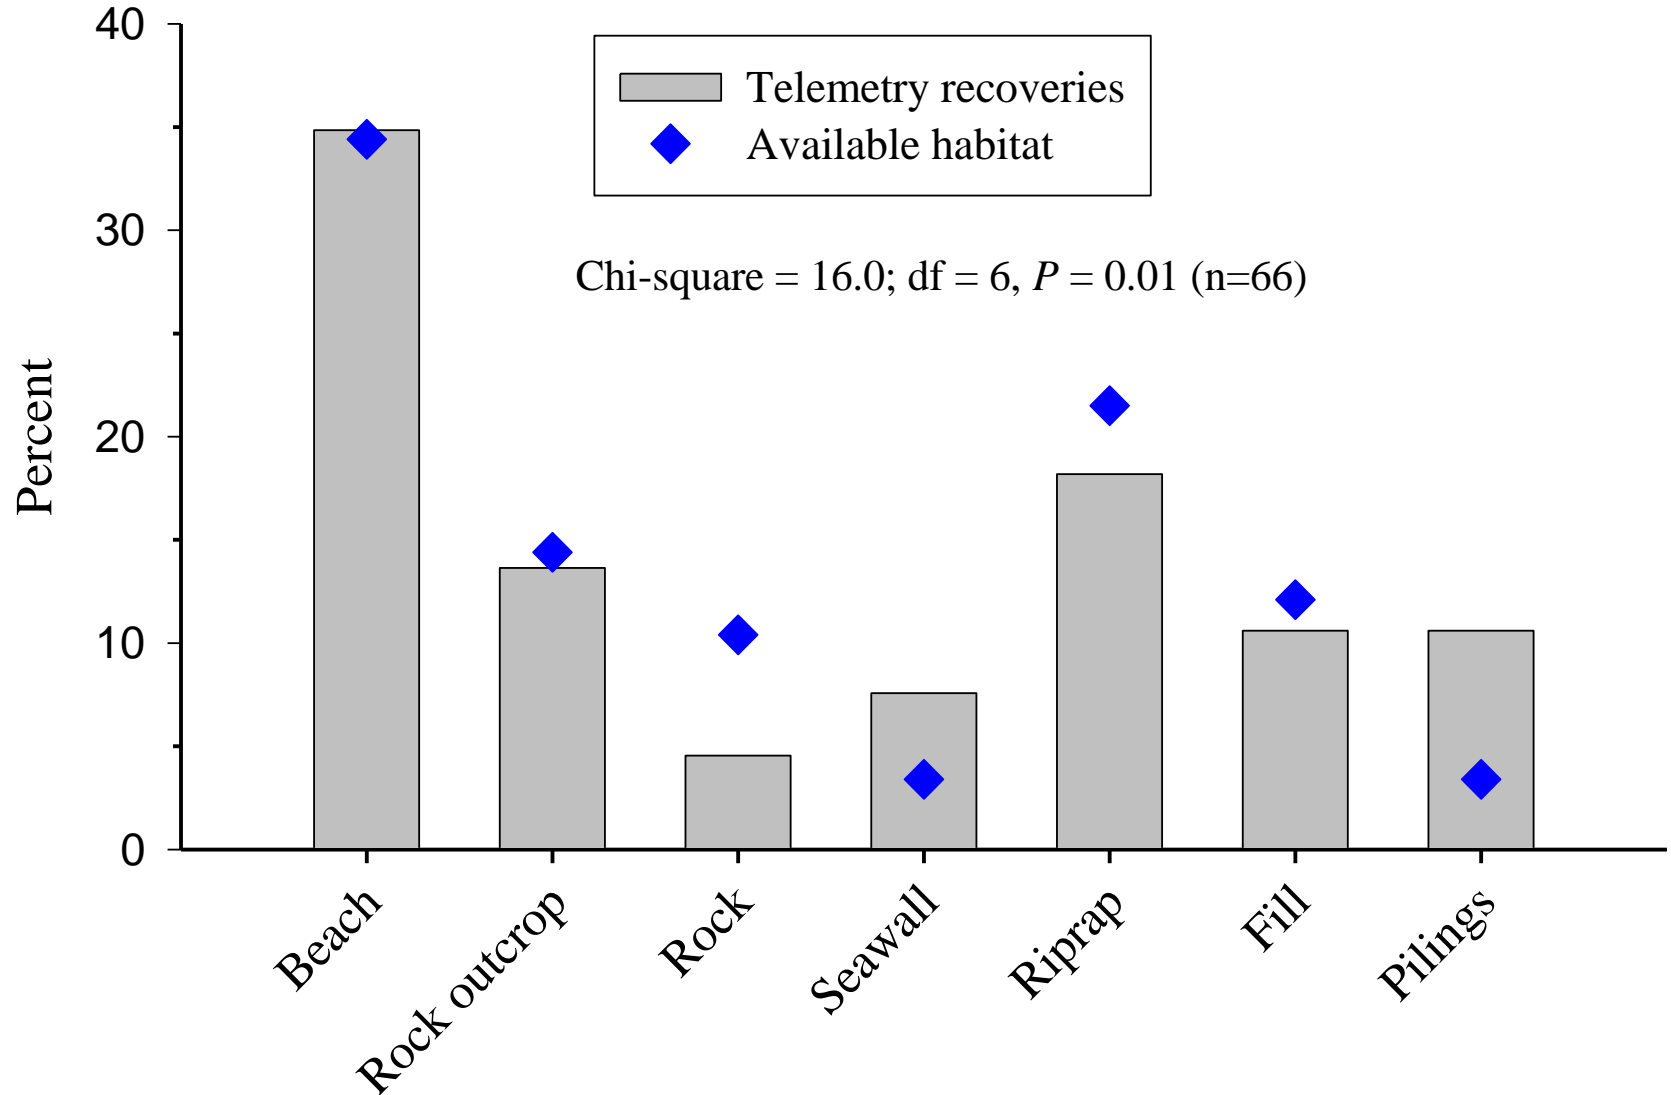 40
30
20
10
0
Percent
Telemetry recoveries
Available habitat
Chi-square = 16.0; df = 6, P = 0.01 (n=66)
Beach
Rock outcrop
Rock
Seawall
Riprap
Fill
Pilings